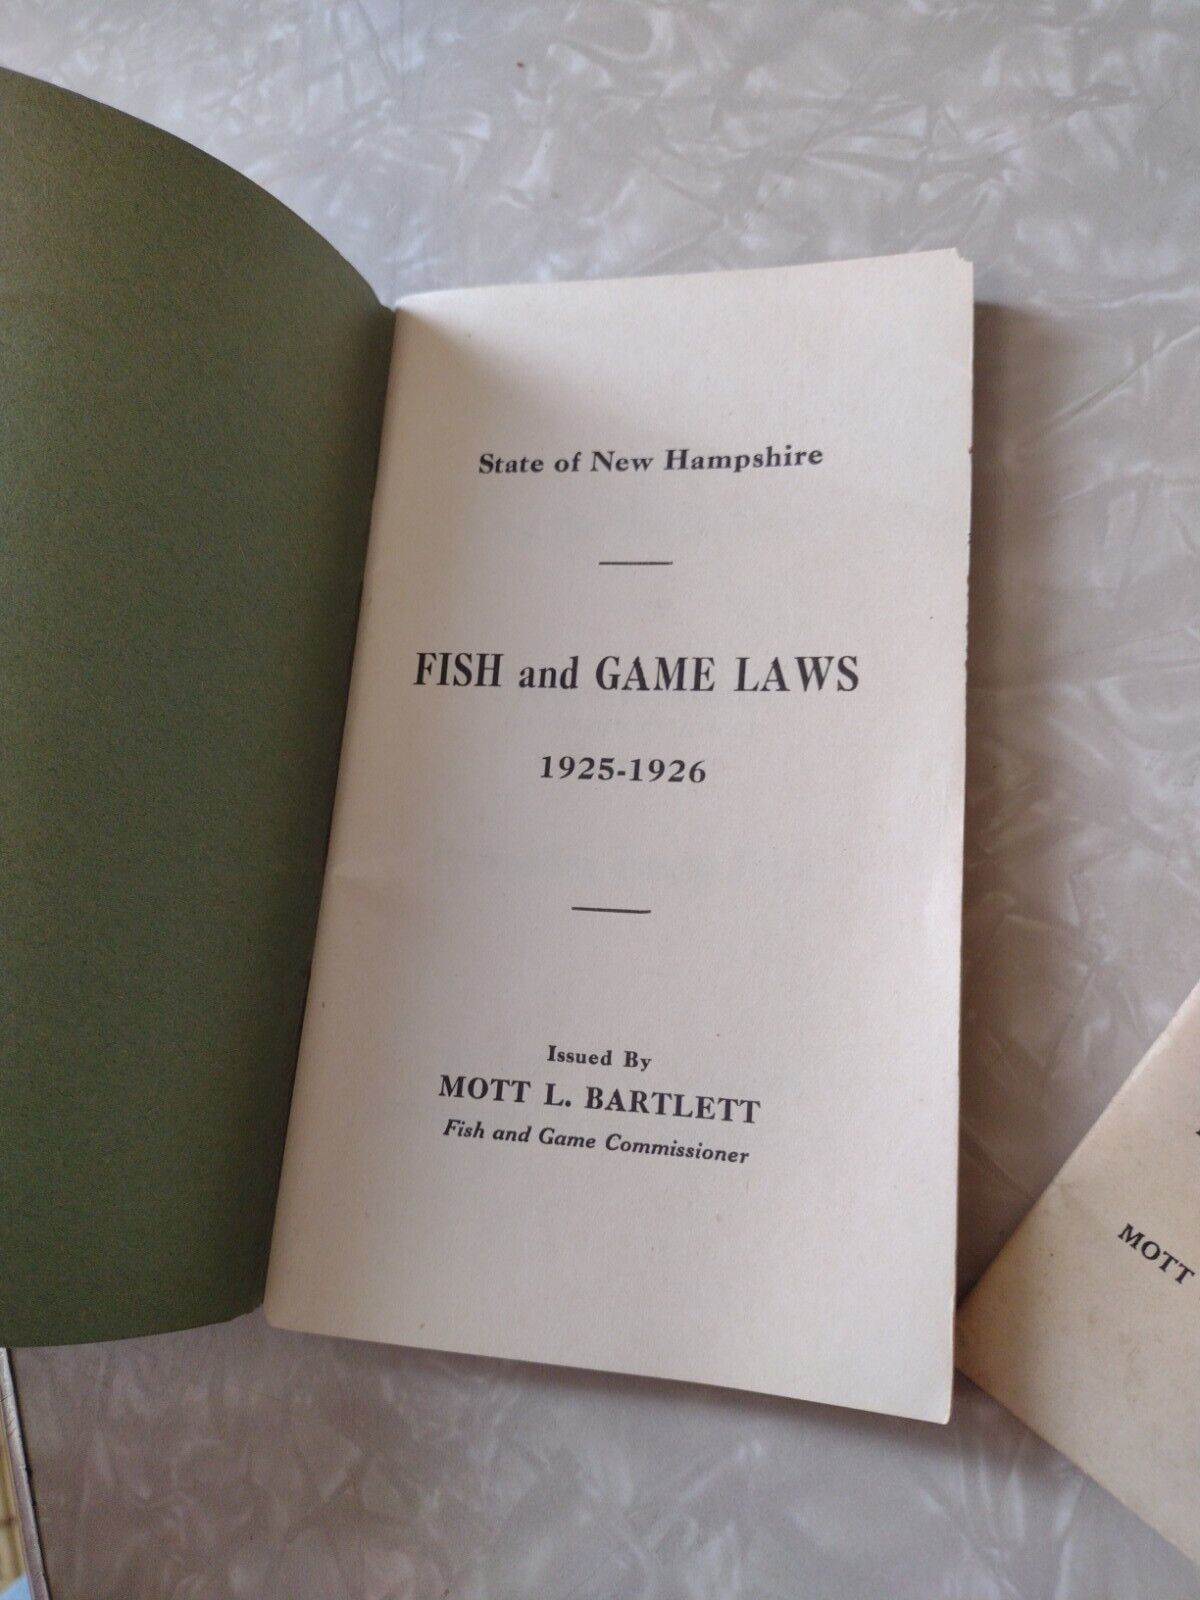 State of New Hampshire
FISH and GAME LAWS
1925-1926
Issued By
MOTT L. BARTLETT
Fish and Game Commissioner
MOTT